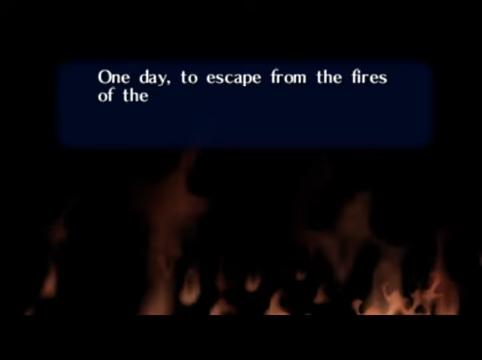 One day, to escape from the fires
of the